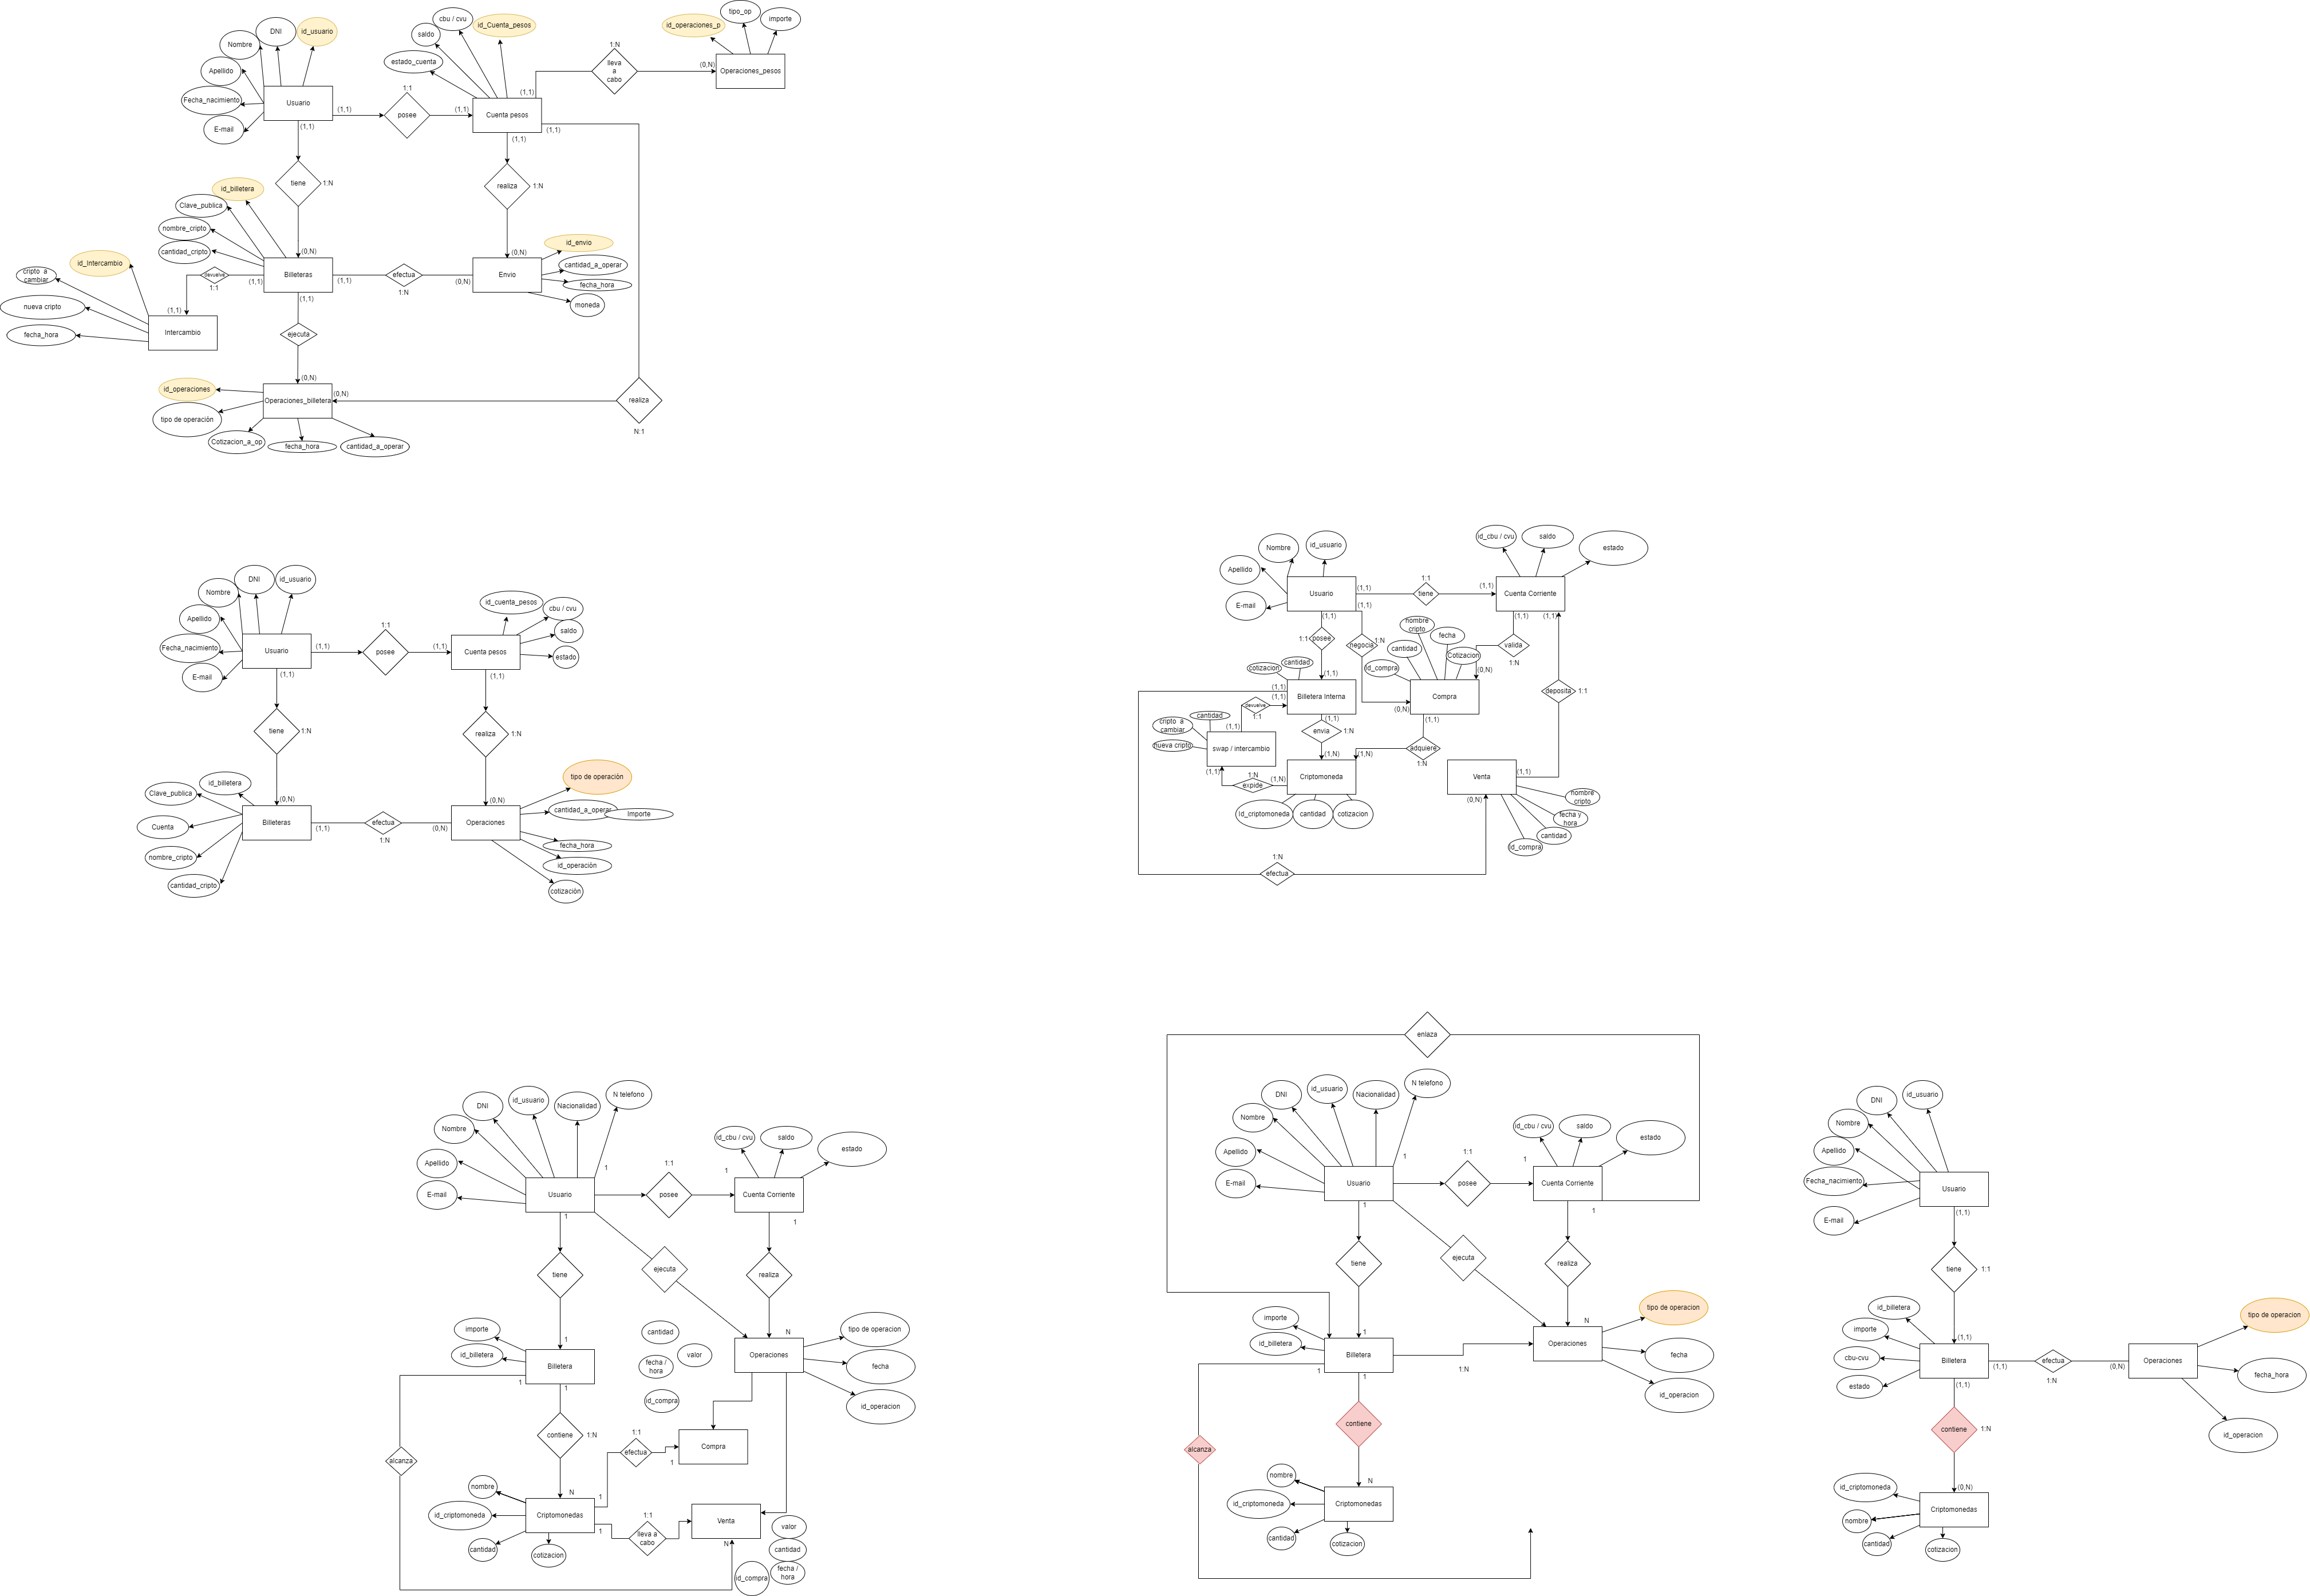 cbu / cvu
id_Cuenta_pesos
saldo
estado_cuenta
DNI
id_usuario
Nombre
Apellido
Fecha_nacimiento
E-mail
Usuario
(1,1)
1:1
posee
(1,1)
Cuenta pesos
(1,1)
(1,1)
(1,1)
(1,1)
1:N
lleva
a
cabo
(0,N)
id_operaciones_p
tipo_op
importe
Operaciones_pesos
tiene
1:N
realiza
1:N
id_billetera
Clave_publica
nombre_cripto
cantidad_cripto
(0,N)
Billeteras
(1,1)
(1,1)
(1,1)
efectua
1:N
(0,N)
(0,N)
Envio
id_envio
cantidad_a_operar
fecha_hora
moneda
devuelve
1:1
id_Intercambio
cripto a
cambiar
nueva cripto
fecha_hora
(1,1)
Intercambio
ejecuta
(0,N)
id_operaciones
tipo de operación
Operaciones_billetera
(0,N)
Cotizacion_a_op
fecha_hora
cantidad_a_operar
realiza
N:1
DNI
id_usuario
Nombre
Apellido
Fecha_nacimiento
E-mail
Usuario
(1,1)
(1,1)
1:1
posee
(1,1)
id_cuenta_pesos
cbu / cvu
saldo
estado
Cuenta pesos
(1,1)
tiene
1:N
realiza
1:N
id_billetera
Clave_publica
Cuenta
nombre_cripto
cantidad_cripto
(0,N)
Billeteras
(1,1)
efectua
1:N
(0,N)
(0,N)
Operaciones
tipo de operación
cantidad_a_operar
Importe
fecha_hora
id_operación
cotización
Nombre
id_usuario
Apellido
E-mail
Usuario
(1,1)
(1,1)
(1,1)
1:1
tiene
(1,1)
id_cbu / cvu
saldo
estado
Cuenta Corriente
(1,1)
(1,1)
1:1
posee
negocia
1:N
nombre
cripto
fecha
cantidad
Cotizacion
id_compra
valida
1:N
(0,N)
cotizacion
cantidad
(1,1)
(1,1)
(1,1)
Billetera Interna
(1,1)
Compra
(0,N)
(1,1)
deposita
1:1
devuelve
1:1
cantidad
cripto a
cambiar
nueva cripto
(1,1)
swap / intercambio
(1,1)
envia
1:N
(1,N)
(1,N)
adquiere
1:N
Criptomoneda
(1,N)
1:N
expide
Id_criptomoneda
cantidad
cotizacion
Venta
(1,1)
(0,N)
nombre
cripto
fecha y
hora
cantidad
id_compra
1:N
efectua
DNI
id_usuario
Nacionalidad
N telefono
Nombre
Apellido
E-mail
Usuario
1
1
1:1
posee
1
id_cbu / cvu
saldo
estado
Cuenta Corriente
1
tiene
ejecuta
realiza
importe
id_billetera
1
Billetera
1
1
cantidad
fecha /
hora
valor
id_compra
N
Operaciones
tipo de operacion
fecha
id_operacion
alcanza
contiene
1:N
1:1
efectua
1
Compra
nombre
id_criptomoneda
cantidad
cotizacion
N
Criptomonedas
1
1
1:1
lleva a
cabo
Venta
N
valor
cantidad
fecha /
hora
id_compra
enlaza
DNI
id_usuario
Nacionalidad
N telefono
Nombre
Apellido
E-mail
Usuario
1
1
1:1
posee
1
id_cbu / cvu
saldo
estado
Cuenta Corriente
1
tiene
ejecuta
realiza
importe
id_billetera
1
Billetera
1
1
1:N
N
Operaciones
tipo de operacion
fecha
id_operacion
alcanza
contiene
nombre
id_criptomoneda
cantidad
cotizacion
N
Criptomonedas
DNI
id_usuario
Nombre
Apellido
Fecha_nacimiento
E-mail
Usuario
(1,1)
tiene
1:1
id_billetera
importe
cbu-cvu
estado
(1,1)
Billetera
(1,1)
(1,1)
efectua
1:N
(0,N)
Operaciones
tipo de operacion
fecha_hora
id_operacion
contiene
1:N
id_criptomoneda
nombre
cantidad
cotizacion
(0,N)
Criptomonedas